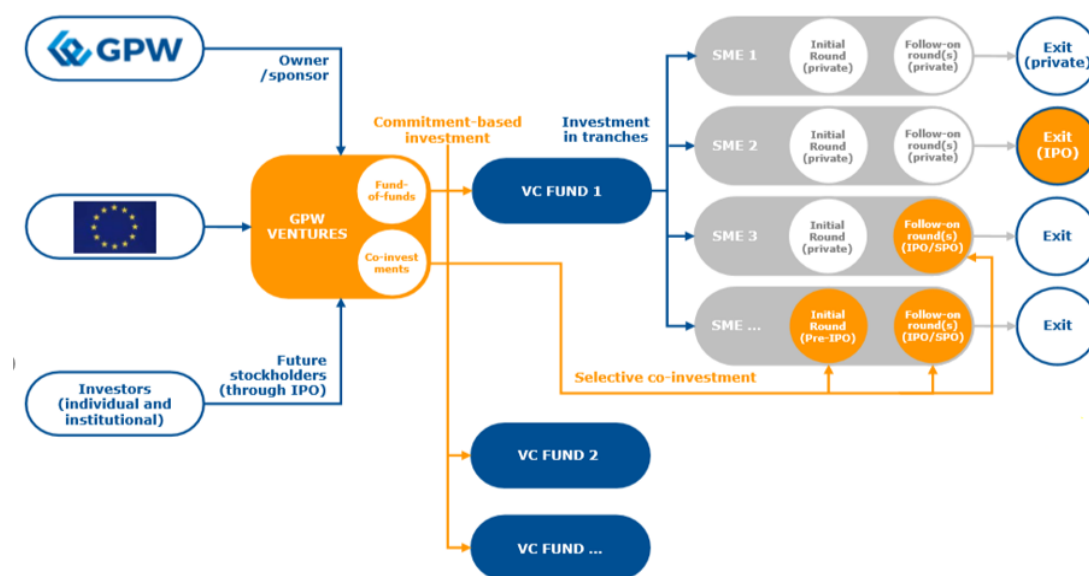 GPW
Owner
/sponsor
Commitment-based
investment
Investment
in tranches
GPW
VENTURES
Fund-
of-funds
Co-invest
ments
VC FUND 1
Future
stockholders
(through IPO)
Investors
(individual and
institutional)
VC FUND 2
VC FUND ...
SME 1
Initial
Round
(private)
Follow-on
round(s)
(private)
Exit
(private)
SME 2
Initial
Round
(private)
Follow-on
round(s)
(private)
Exit
(IPO)
SME 3
Initial
Round
(private)
Follow-on
round(s)
(IPO/SPO)
Exit
SME ...
Initial
Round
(Pre-IPO)
Follow-on
round(s)
(IPO/SPO)
Exit
Selective co-investment